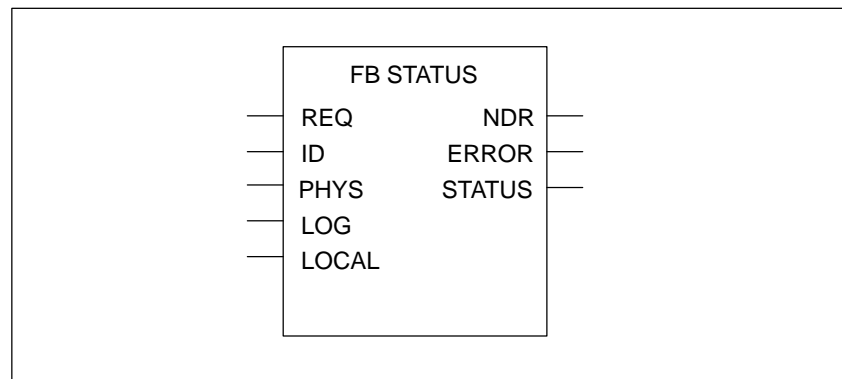 FB STATUS
REQ NDR
ID ERROR
PHYS STATUS
LOG
LOCAL